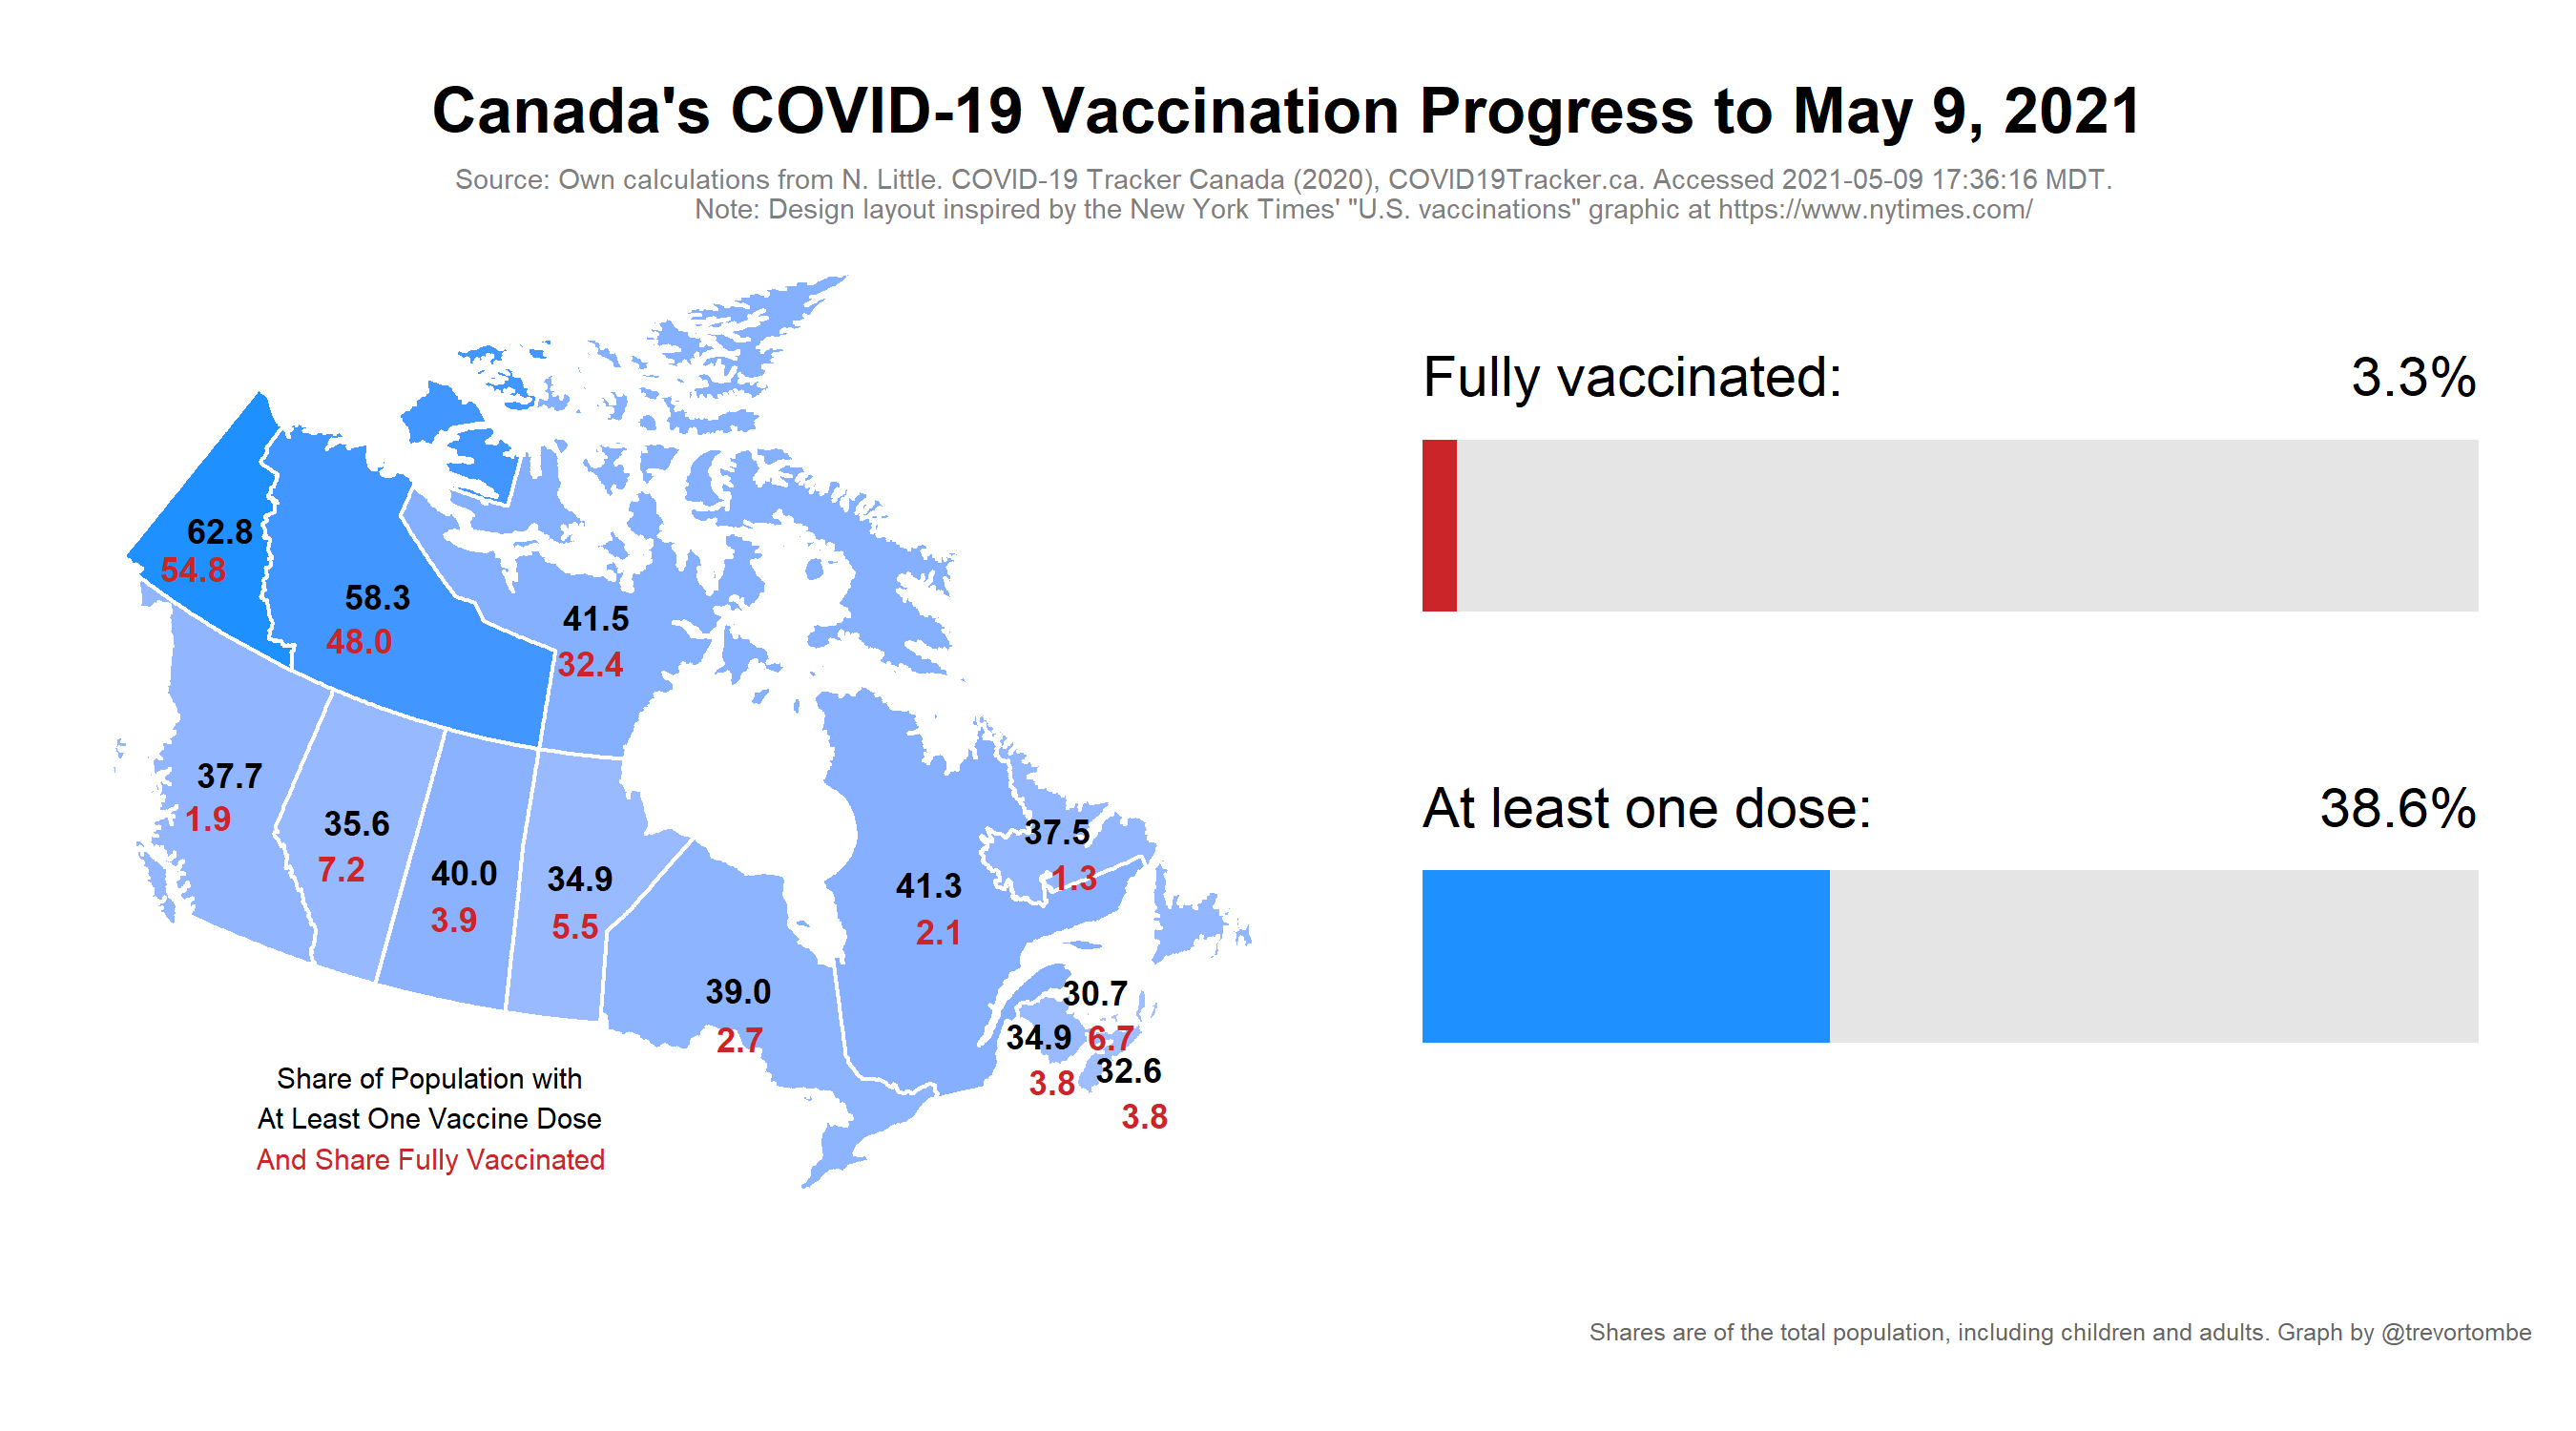 Canada's COVID-19 Vaccination Progress to May 9, 2021
Source: Own calculations from N. Little. COVID-19 Tracker Canada (2020), COVID19Tracker.ca. Accessed 2021-05-09 17:36:16 MDT.
Note: Design layout inspired by the New York Times' "U.S. vaccinations" graphic at https://www.nytimes.com/
62.8
54.8
58.3
48.0
41.5
32.4
37.7
1.9
35.6
7.2
40.0
3.9
34.9
5.5
39.0
2.7
41.3
2.1
37.5
1.3
30.7
6.7
34.9
3.8
32.6
3.8
Share of Population with
At Least One Vaccine Dose
And Share Fully Vaccinated
Fully vaccinated: 3.3%
At least one dose: 38.6%
Shares are of the total population, including children and adults. Graph by @trevortombe